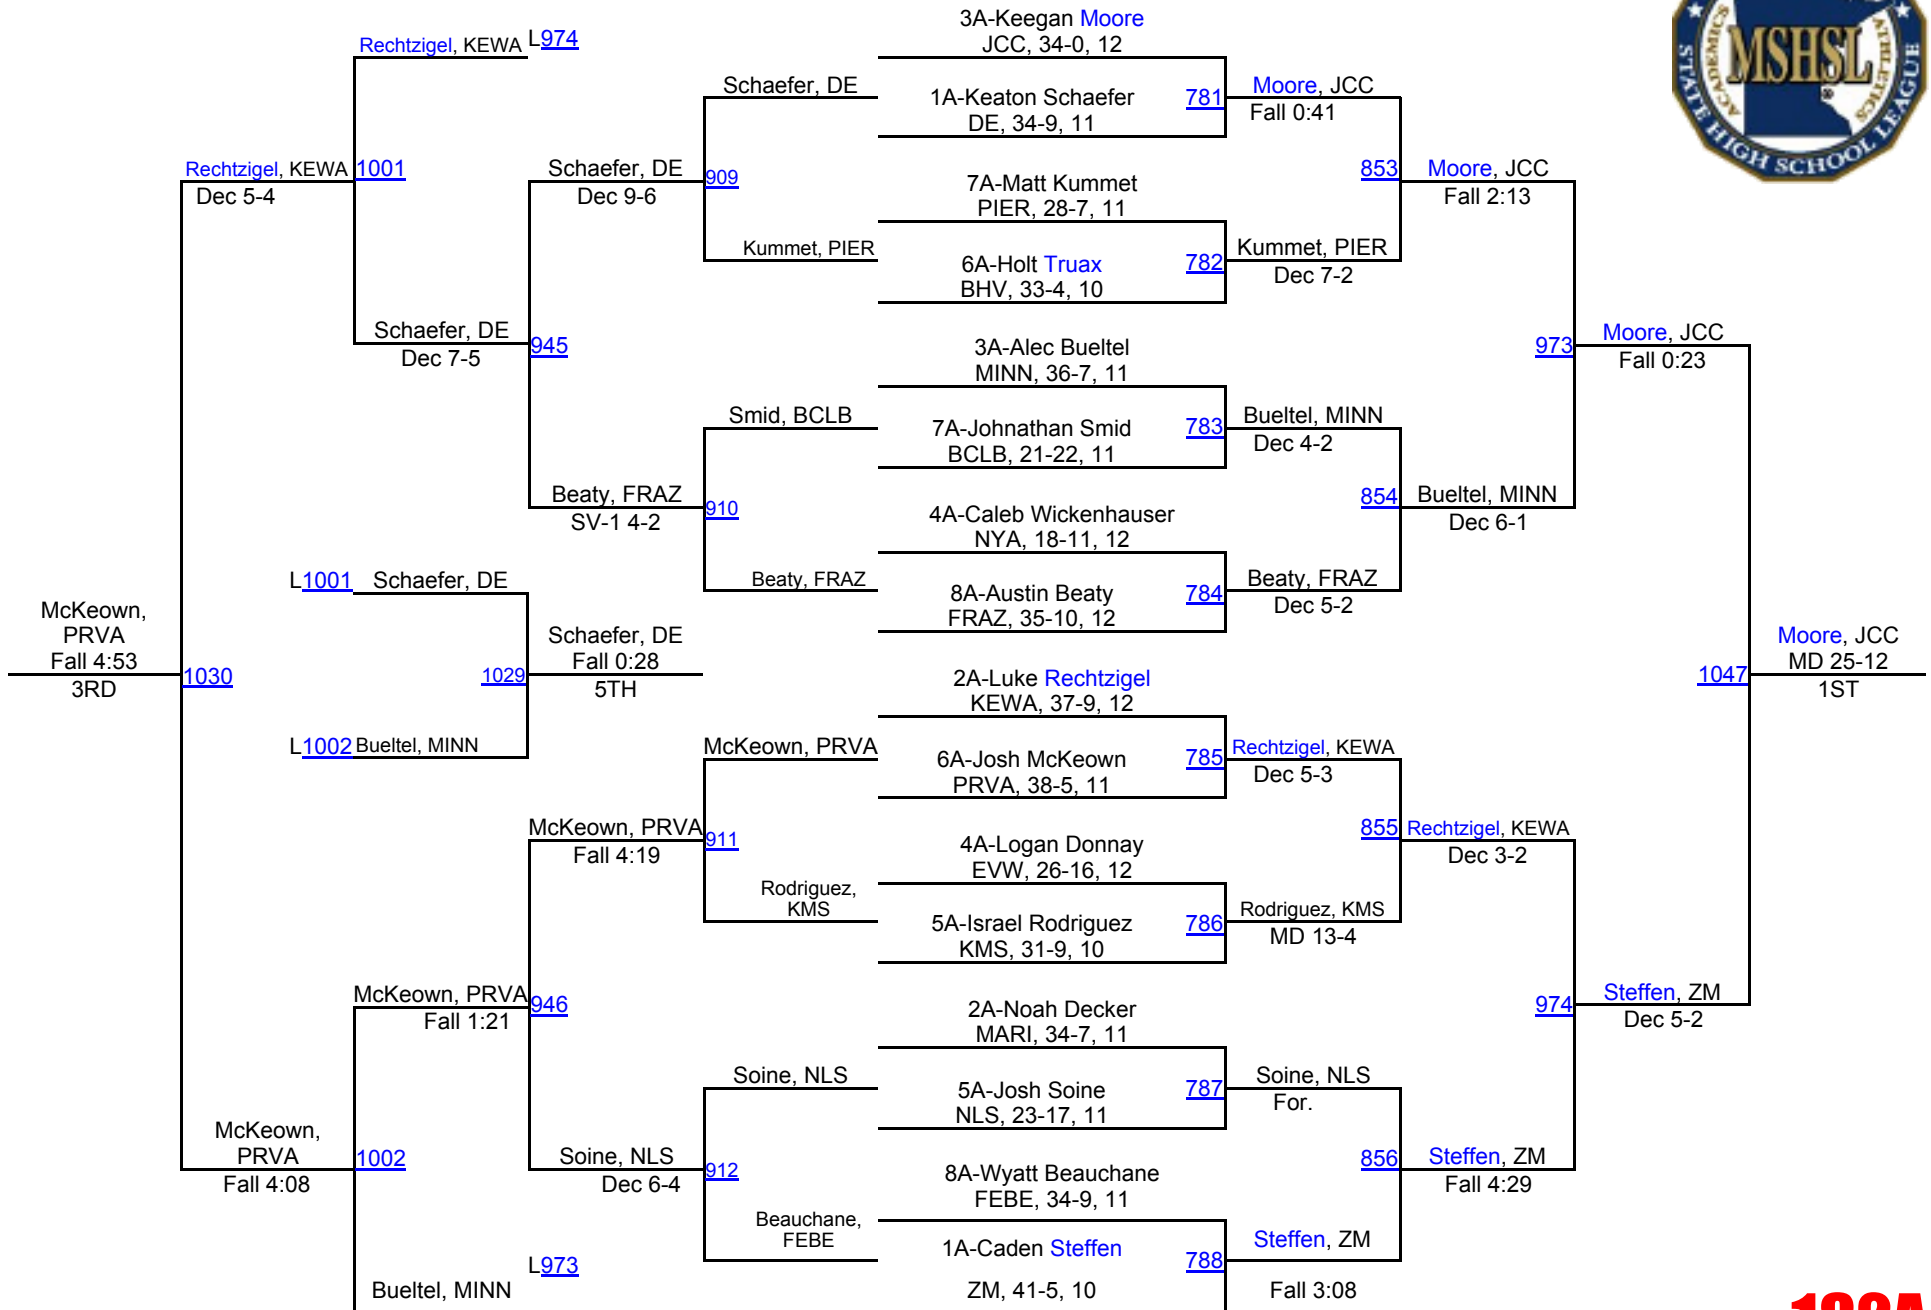 3A-Keegan Moore
JCC, 34-0, 12
Rechtzigel, KEWA L974
Schaefer, DE
1A-Keaton Schaefer
DE, 34-9, 11
781
Moore, JCC
Fall 0:41
MSHSL
ACADEMICS
ATHLETICS
STATE HIGH SCHOOL LEAGUE
Rechtzigel, KEWA 1001
Dec 5-4
Schaefer, DE
Dec 9-6
909
7A-Matt Kummet
PIER, 28-7, 11
853
Moore, JCC
Fall 2:13
Kummet, PIER
6A-Holt Truax
BHV, 33-4, 10
782
Kummet, PIER
Dec 7-2
Schaefer, DE
Dec 7-5
945
3A-Alec Bueltel
MINN, 36-7, 11
973
Moore, JCC
Fall 0:23
Smid, BCLB
7A-Johnathan Smid
BCLB, 21-22, 11
783
Bueltel, MINN
Dec 4-2
Beaty, FRAZ
SV-1 4-2
910
4A-Caleb Wickenhauser
NYA, 18-11, 12
854
Bueltel, MINN
Dec 6-1
L1001 Schaefer, DE
Beaty, FRAZ
8A-Austin Beaty
FRAZ, 35-10, 12
784
Beaty, FRAZ
Dec 5-2
McKeown,
PRVA
Fall 4:53
3RD
1030
1029
Schaefer, DE
Fall 0:28
5TH
2A-Luke Rechtzigel
KEWA, 37-9, 12
1047
Moore, JCC
MD 25-12
1ST
L1002 Bueltel, MINN
McKeown, PRVA
6A-Josh McKeown
PRVA, 38-5, 11
785
Rechtzigel, KEWA
Dec 5-3
McKeown, PRVA
Fall 4:19
911
4A-Logan Donnay
EVW, 26-16, 12
855
Rechtzigel, KEWA
Dec 3-2
Rodriguez,
KMS
5A-Israel Rodriguez
KMS, 31-9, 10
786
Rodriguez, KMS
MD 13-4
McKeown, PRVA
Fall 1:21
946
2A-Noah Decker
MARI, 34-7, 11
974
Steffen, ZM
Dec 5-2
Soine, NLS
5A-Josh Soine
NLS, 23-17, 11
787
Soine, NLS
For.
McKeown,
PRVA
Fall 4:08
1002
Soine, NLS
Dec 6-4
912
8A-Wyatt Beauchane
FEBE, 34-9, 11
856
Steffen, ZM
Fall 4:29
Beauchane,
FEBE
1A-Caden Steffen
ZM, 41-5, 10
788
Steffen, ZM
Fall 3:08
L973
Bueltel, MINN